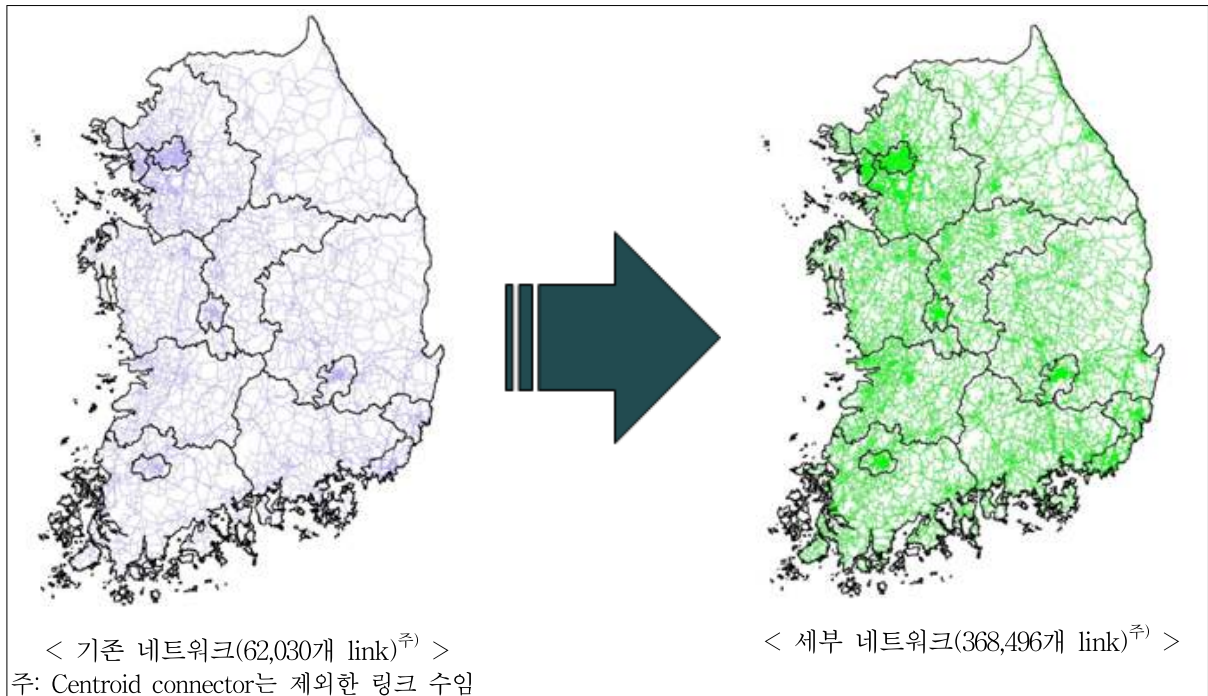 < 기존 네트워크(62,030개 link)주) >
< 세부 네트워크(368,496개 link)주) >
주: Centroid connector는 제외한 링크 수임